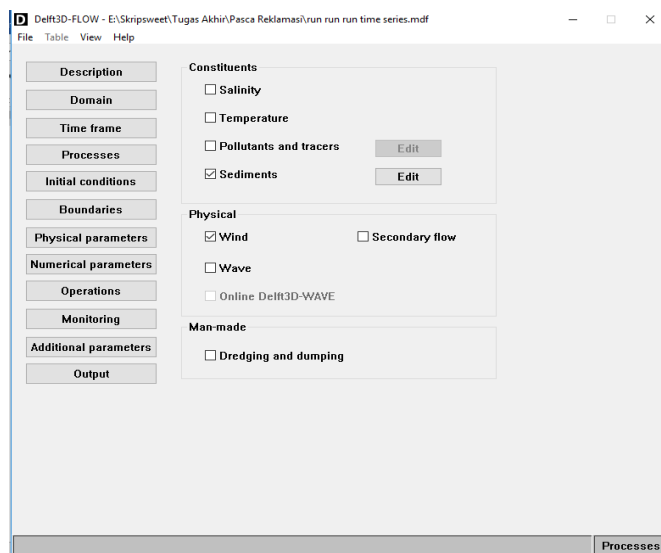 D Delft3D-FLOW - E:\Skripsweet\Tugas Akhir\Pasca Reklamasi\run run run time series.mdf
File Table View Help
Description
Domain
Time frame
Processes
Initial conditions
Boundaries
Physical parameters
Numerical parameters
Operations
Monitoring
Additional parameters
Output
Constituents
Salinity
Temperature
Pollutants and tracers Edit
Sediments Edit
Physical
Wind Secondary flow
Wave
Online Delft3D-WAVE
Man-made
Dredging and dumping
Processes